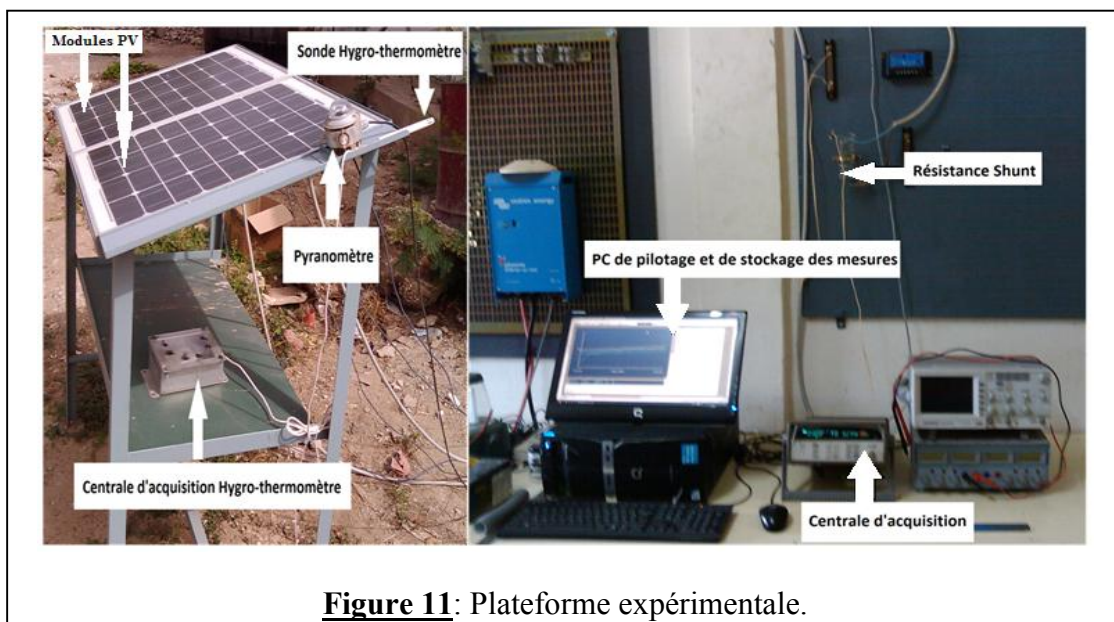 Modules PV
Sonde Hygro-thermomètre
Pyranomètre
Centrale d'acquisition Hygro-thermomètre
Résistance Shunt
PC de pilotage et de stockage des mesures
Centrale d'acquisition
Figure 11: Plateforme expérimentale.